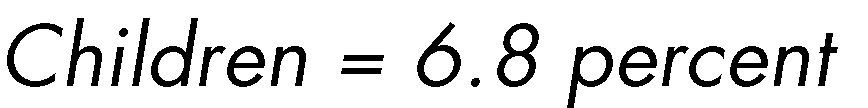 Children = 6.8 percent